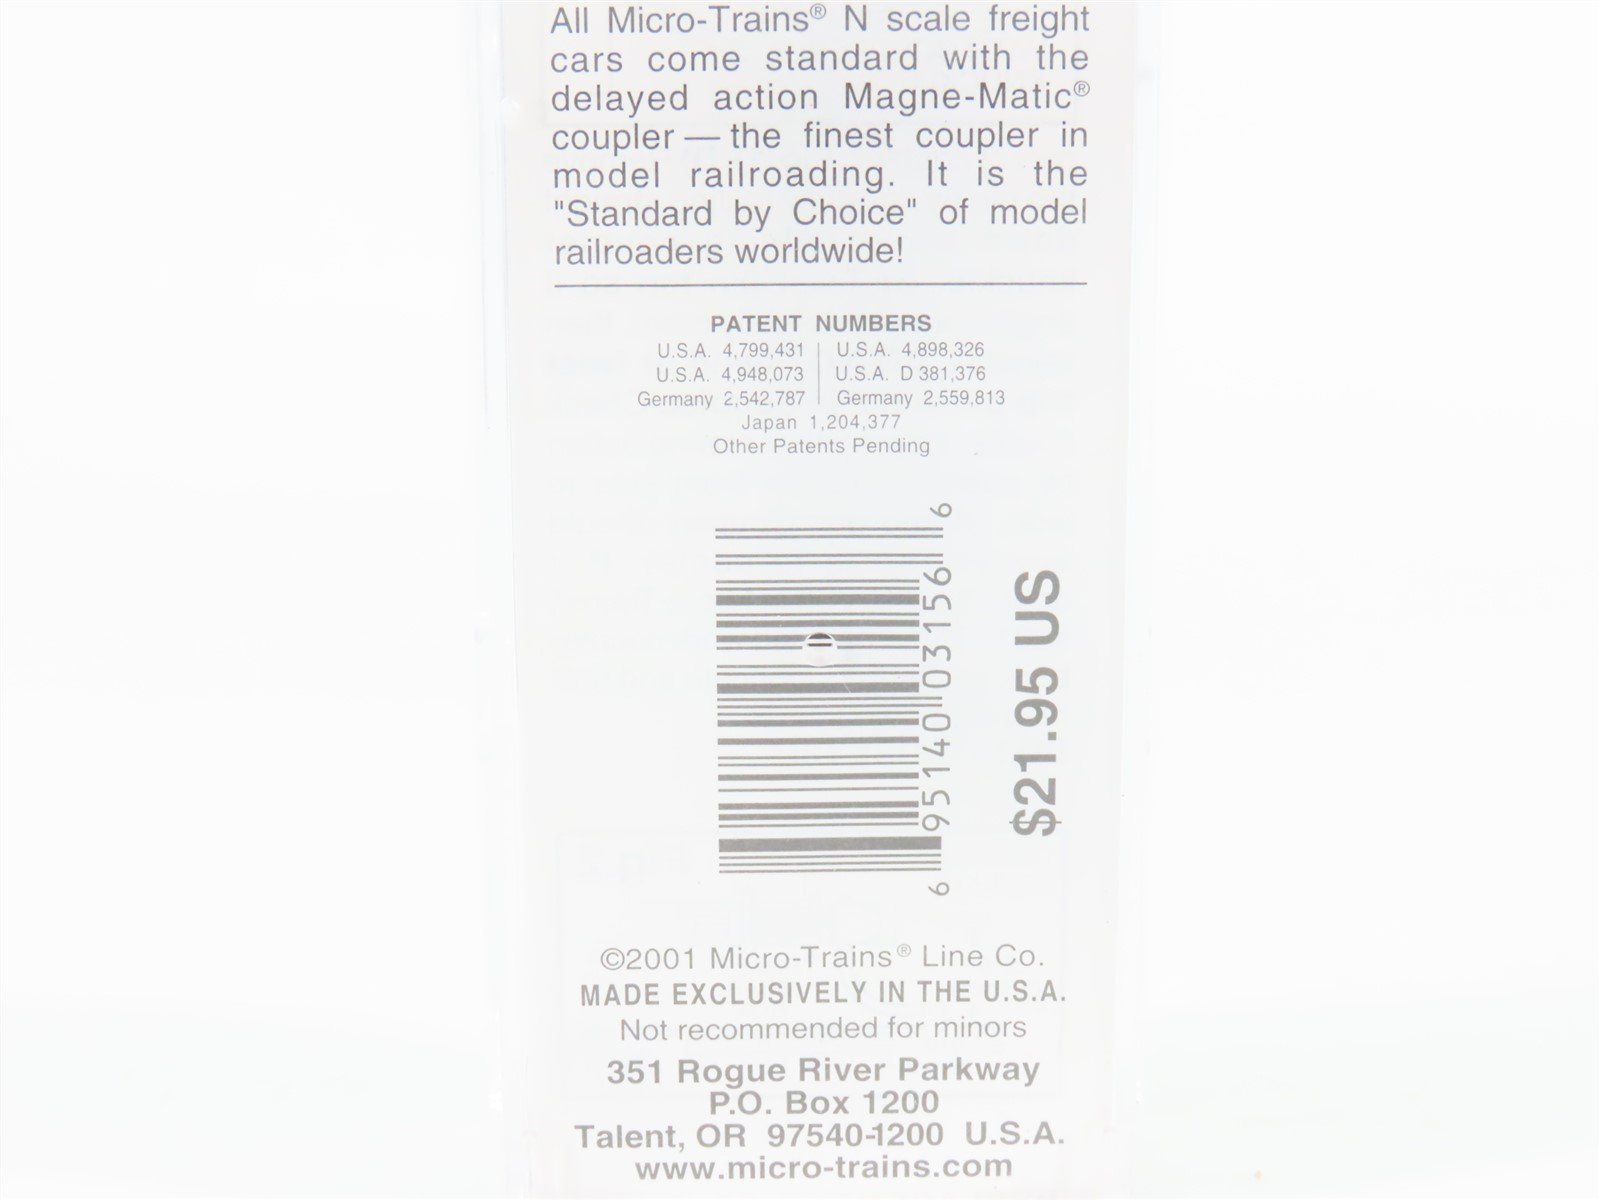 All Micro-Trains® N scale freight
cars come standard with the
delayed action Magne-Matic®
coupler — the finest coupler in
model railroading. It is the
"Standard by Choice" of model
railroaders worldwide!
PATENT NUMBERS
U.S.A. 4,799,431 | U.S.A. 4,898,326
U.S.A. 4,948,073 | U.S.A. D 381,376
Germany 2,542,787 | Germany 2,559,813
Japan 1,204,377
Other Patents Pending
6 95140 03156 6
$21.95 US
©2001 Micro-Trains® Line Co.
MADE EXCLUSIVELY IN THE U.S.A.
Not recommended for minors
351 Rogue River Parkway
P.O. Box 1200
Talent, OR 97540-1200 U.S.A.
www.micro-trains.com